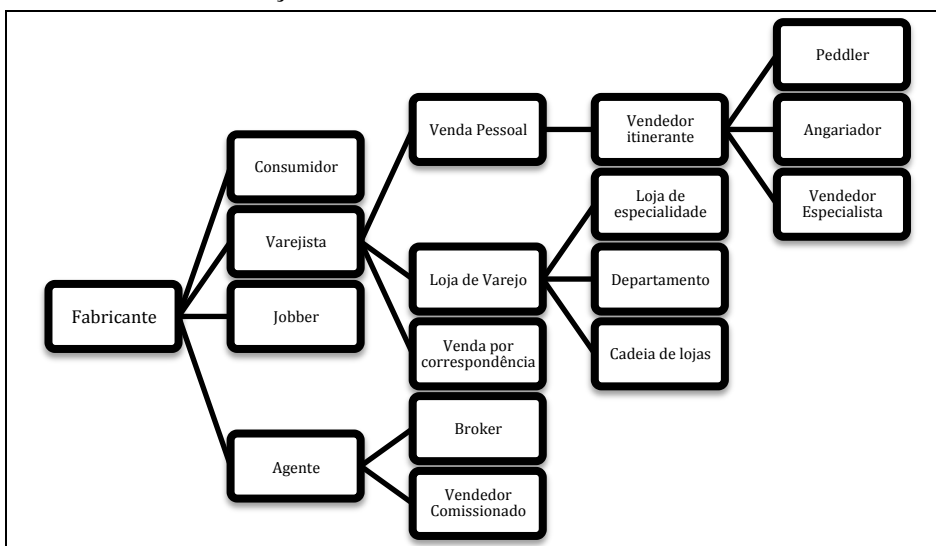 Peddler
Venda Pessoal
Vendedor
itinerante
Angariador
Consumidor
Loja de
especialidade
Vendedor
Especialista
Varejista
Loja de Varejo
Departamento
Fabricante
Jobber
Venda por
correspondência
Cadeia de lojas
Broker
Agente
Vendedor
Comissionado